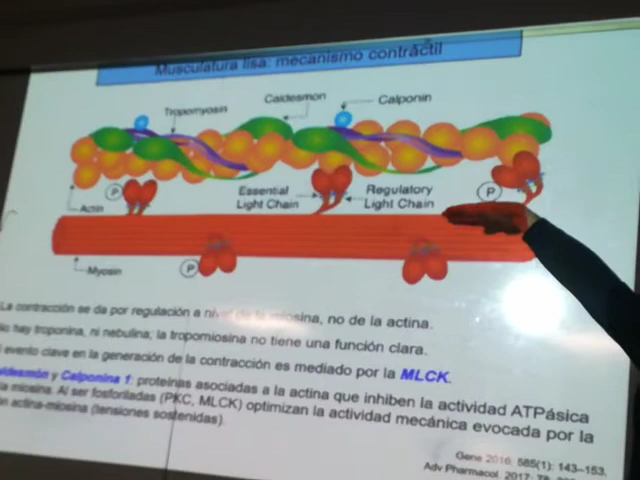 Musculatura lisa: mecanismo contráctil
Caldesmon
Calponin
Tropomyosin
P
Essential
Light Chain
Regulatory
Light Chain
P
Actin
Myosin
P
La contracción se da por regulación a nivel de la miosina, no de la actina.
No hay troponina, ni nebulina; la tropomiosina no tiene una función clara.
evento clave en la generación de la contracción es mediado por la MLCK.
aldesmón y Calponina 1: proteínas asociadas a la actina que inhiben la actividad ATPásica
la miosina. Al ser fosforiladas (PKC, MLCK) optimizan la actividad mecánica evocada por la
ón actina-miosina (tensiones sostenidas)
Gene 2016; 585(1): 143–153.
Adv Pharmacol. 2017; 78: